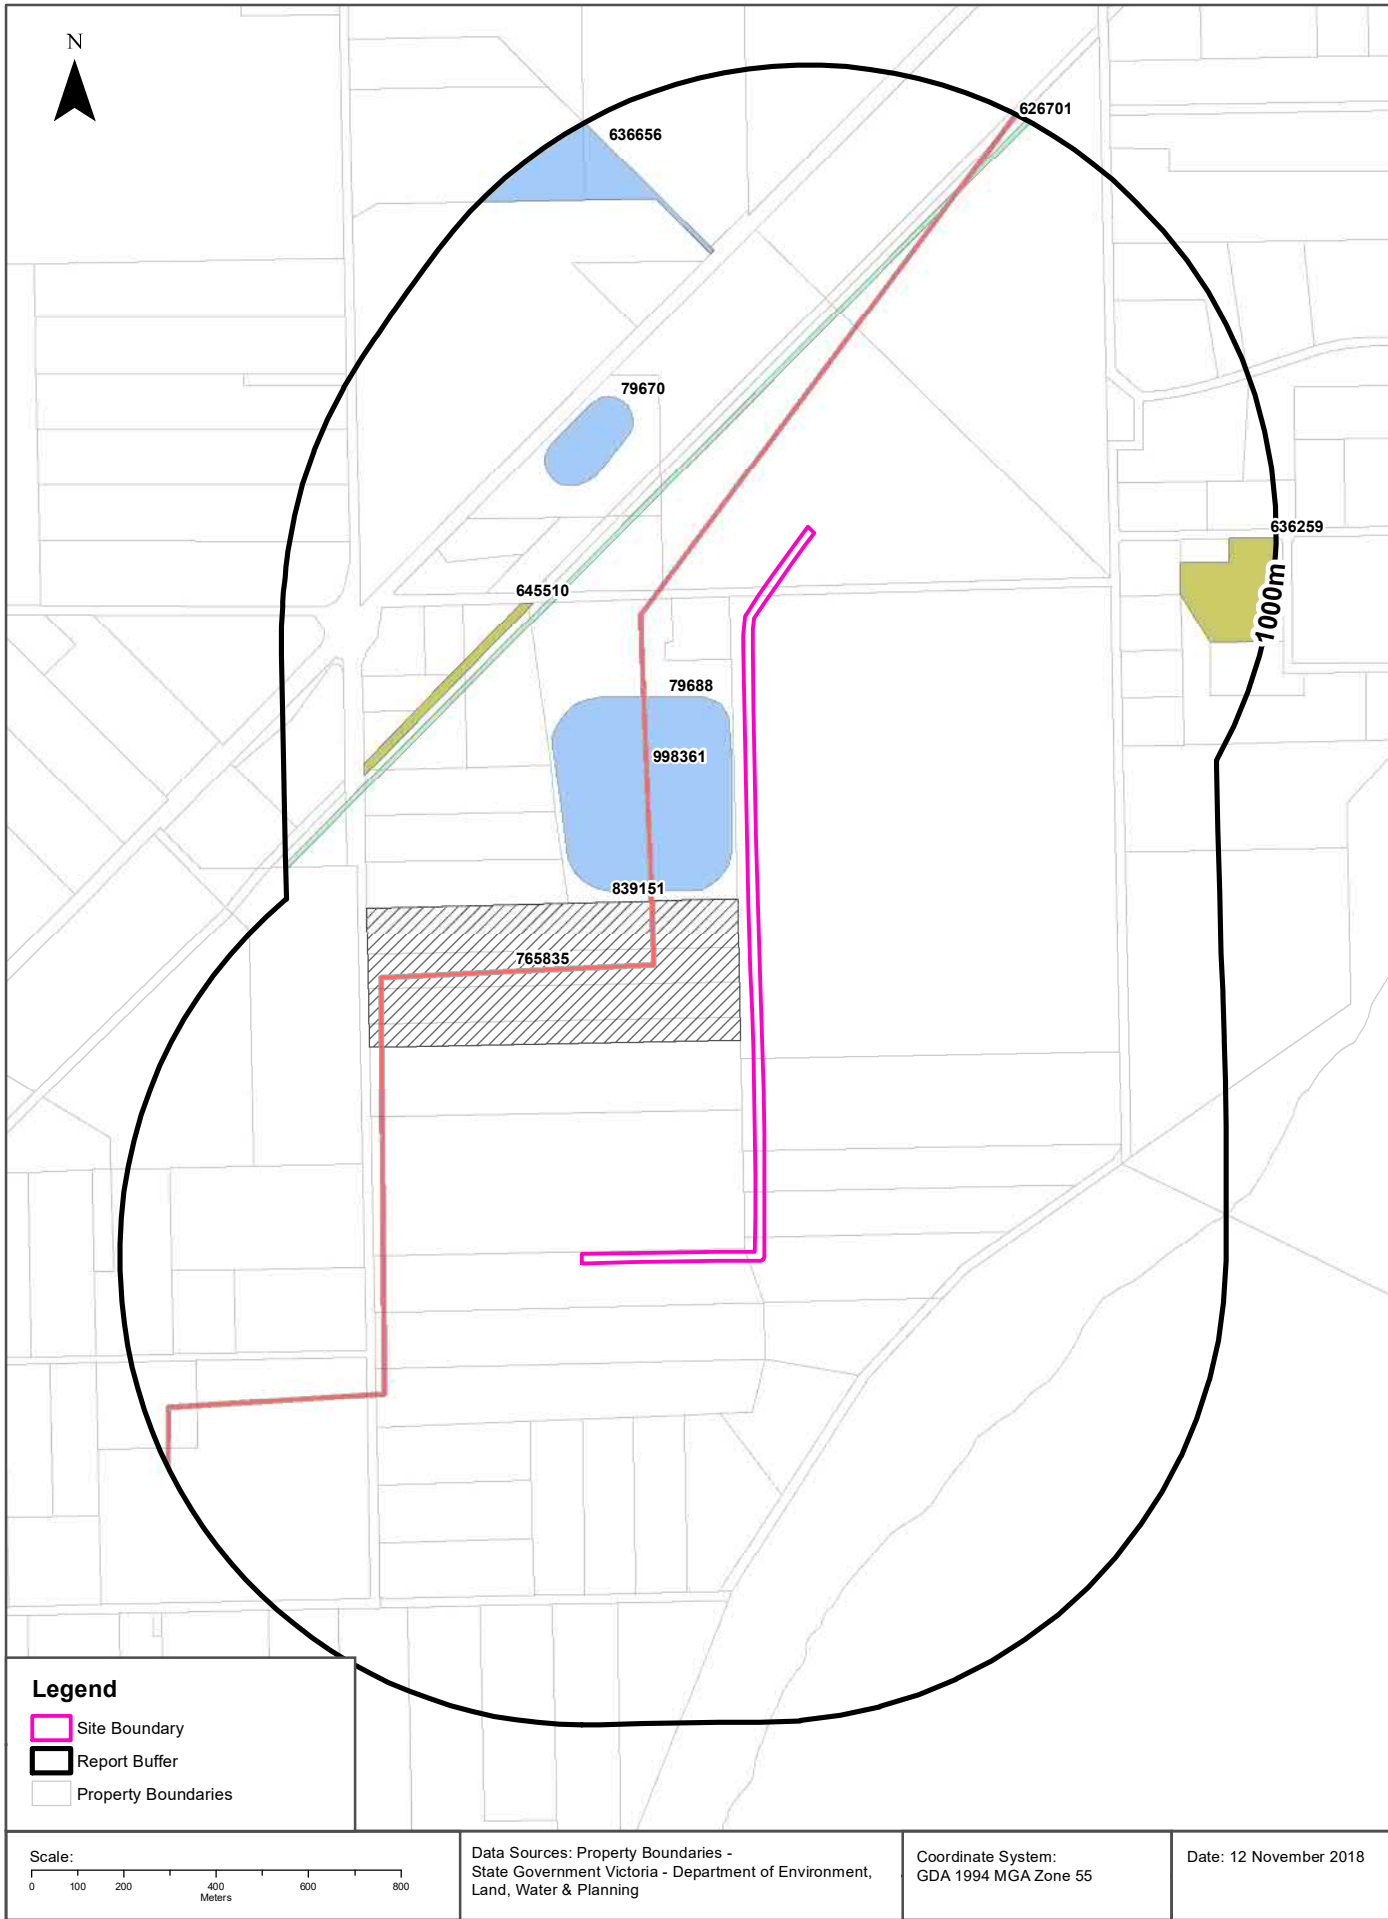 N
626701
636656
79670
636259
1000m
645510
79688
998361
839151
765835
Legend
Site Boundary
Report Buffer
Property Boundaries
Scale:
0 100 200 400 600 800
Meters
Data Sources: Property Boundaries -
State Government Victoria - Department of Environment,
Land, Water & Planning
Coordinate System:
GDA 1994 MGA Zone 55
Date: 12 November 2018